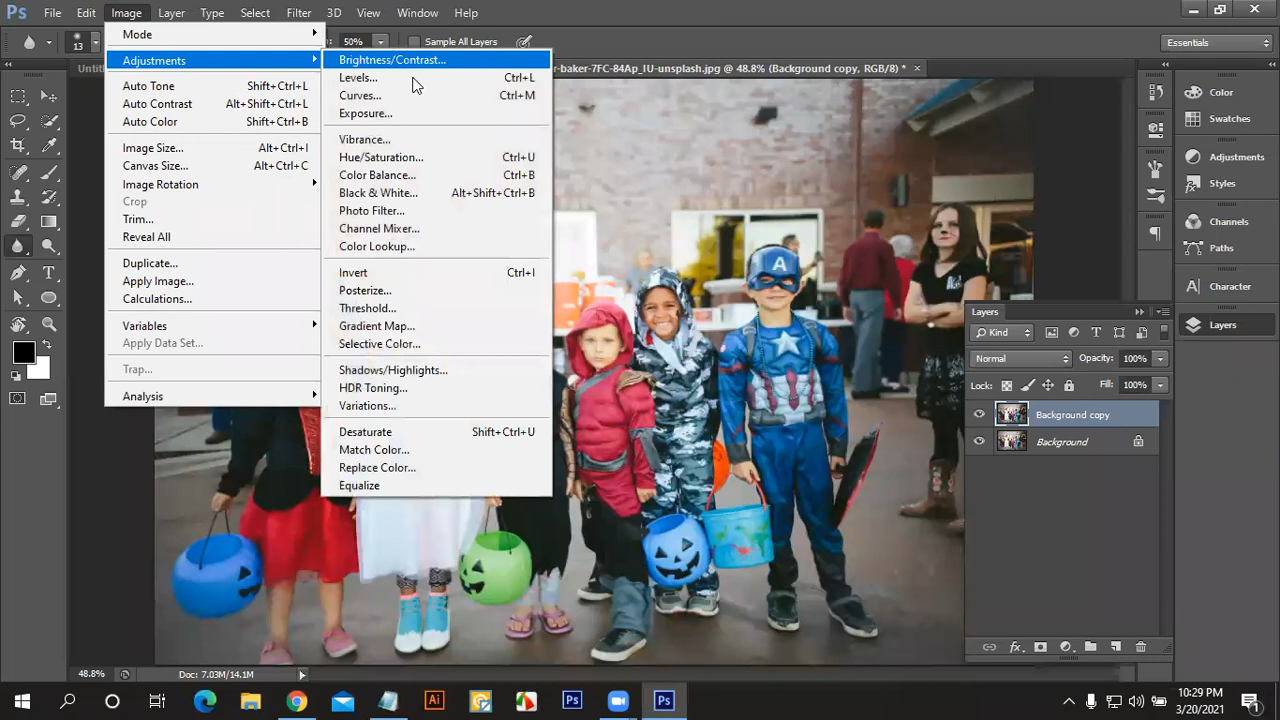 Ps File Edit Image Layer Type Select Filter 3D View Window Help
13 50% Sample All Layers Essentials
Untit
r-baker-7FC-84Ap_IU-unsplash.jpg @ 48.8% (Background copy, RGB/8) * ×
Mode
Adjustments
Auto Tone Shift+Ctrl+L
Auto Contrast Alt+Shift+Ctrl+L
Auto Color Shift+Ctrl+B
Image Size... Alt+Ctrl+I
Canvas Size... Alt+Ctrl+C
Image Rotation
Crop
Trim...
Reveal All
Duplicate...
Apply Image...
Calculations...
Variables
Apply Data Set...
Trap...
Analysis
Brightness/Contrast...
Levels... Ctrl+L
Curves... Ctrl+M
Exposure...
Vibrance...
Hue/Saturation... Ctrl+U
Color Balance... Ctrl+B
Black & White... Alt+Shift+Ctrl+B
Photo Filter...
Channel Mixer...
Color Lookup...
Invert Ctrl+I
Posterize...
Threshold...
Gradient Map...
Selective Color...
Shadows/Highlights...
HDR Toning...
Variations...
Desaturate Shift+Ctrl+U
Match Color...
Replace Color...
Equalize
A
Color
Swatches
Adjustments
Styles
Channels
Paths
Character
Layers
Layers
Kind
Normal Opacity: 100%
Lock: Fill: 100%
Background copy
Background
48.8% Doc: 7.03M/14.1M
Ai Ps Ps
10:29 PM
3/20/2021
1